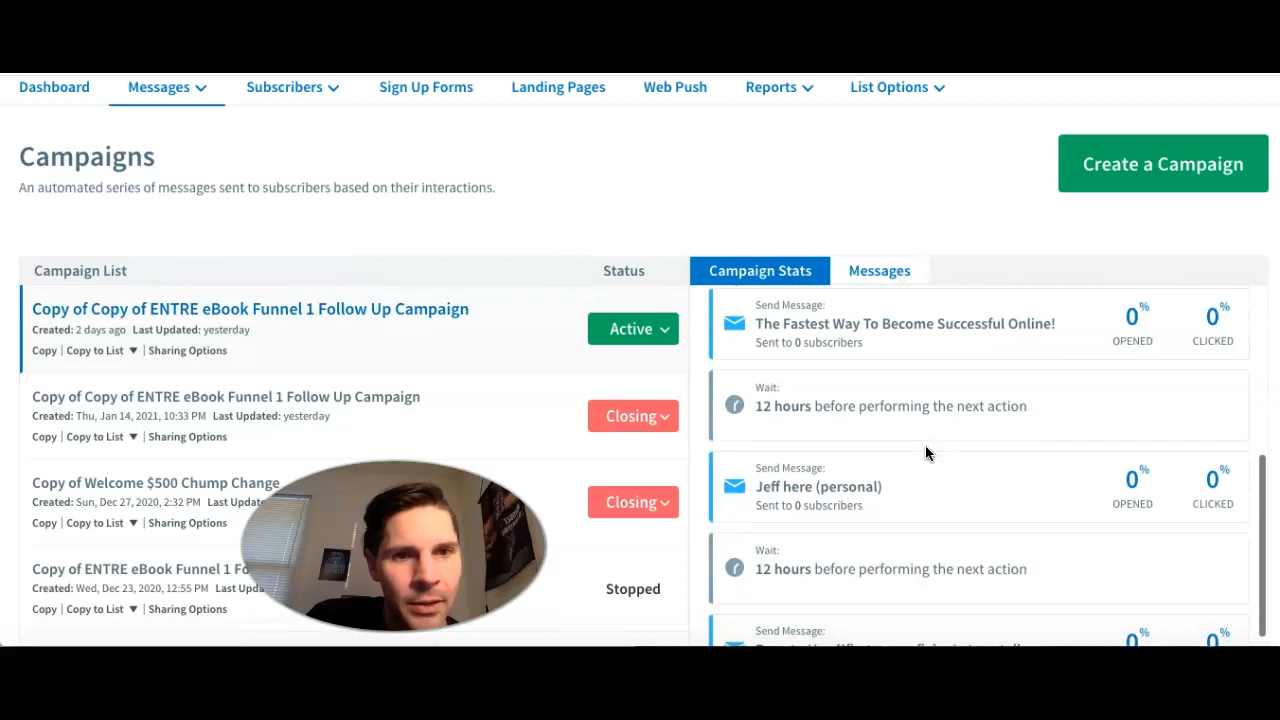 Dashboard Messages Subscribers Sign Up Forms Landing Pages Web Push Reports List Options
Campaigns
An automated series of messages sent to subscribers based on their interactions.
Create a Campaign
Campaign List Status
Copy of Copy of ENTRE eBook Funnel 1 Follow Up Campaign
Created: 2 days ago Last Updated: yesterday
Copy | Copy to List ▼ | Sharing Options
Active
Copy of Copy of ENTRE eBook Funnel 1 Follow Up Campaign
Created: Thu, Jan 14, 2021, 10:33 PM Last Updated: yesterday
Copy | Copy to List ▼ | Sharing Options
Closing
Copy of Welcome $500 Chump Change
Created: Sun, Dec 27, 2020, 2:32 PM Last Update
Copy | Copy to List ▼ | Sharing Options
Closing
Copy of ENTRE eBook Funnel 1 Fo
Created: Wed, Dec 23, 2020, 12:55 PM Last Upda
Copy | Copy to List ▼ | Sharing Options
Stopped
Campaign Stats Messages
Send Message:
The Fastest Way To Become Successful Online!
Sent to 0 subscribers
0% OPENED 0% CLICKED
Wait:
12 hours before performing the next action
Send Message:
Jeff here (personal)
Sent to 0 subscribers
0% OPENED 0% CLICKED
Wait:
12 hours before performing the next action
Send Message:
0% 0%